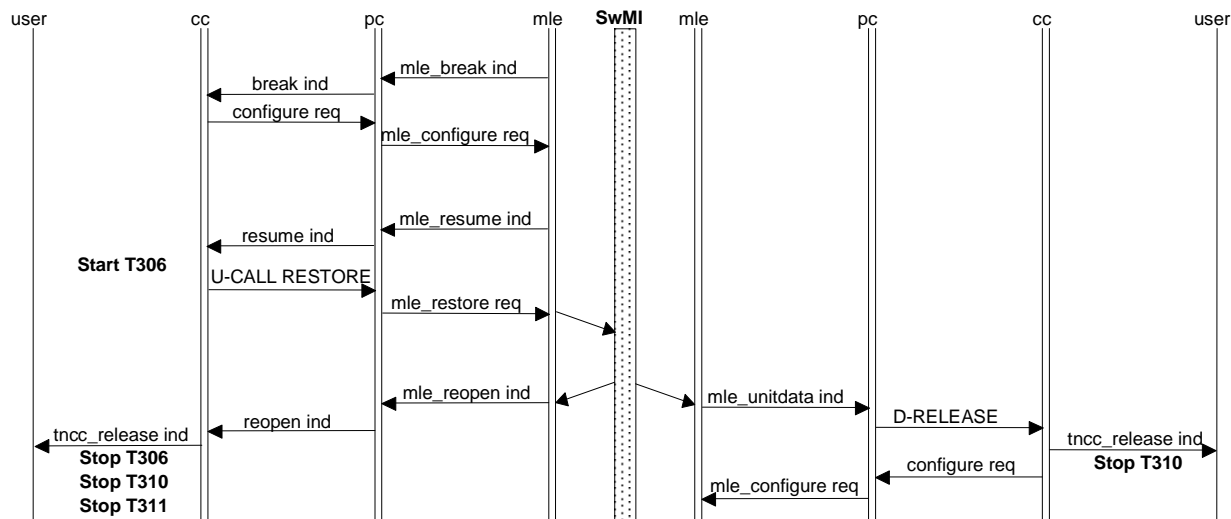 user cc pc mle SwMI mle pc cc user
mle_break ind
break ind
configure req
mle_configure req
mle_resume ind
resume ind
Start T306
U-CALL RESTORE
mle_restore req
mle_reopen ind
mle_unitdata ind
D-RELEASE
reopen ind
tncc_release ind
tncc_release ind
Stop T306
Stop T310
configure req
Stop T310
mle_configure req
Stop T311